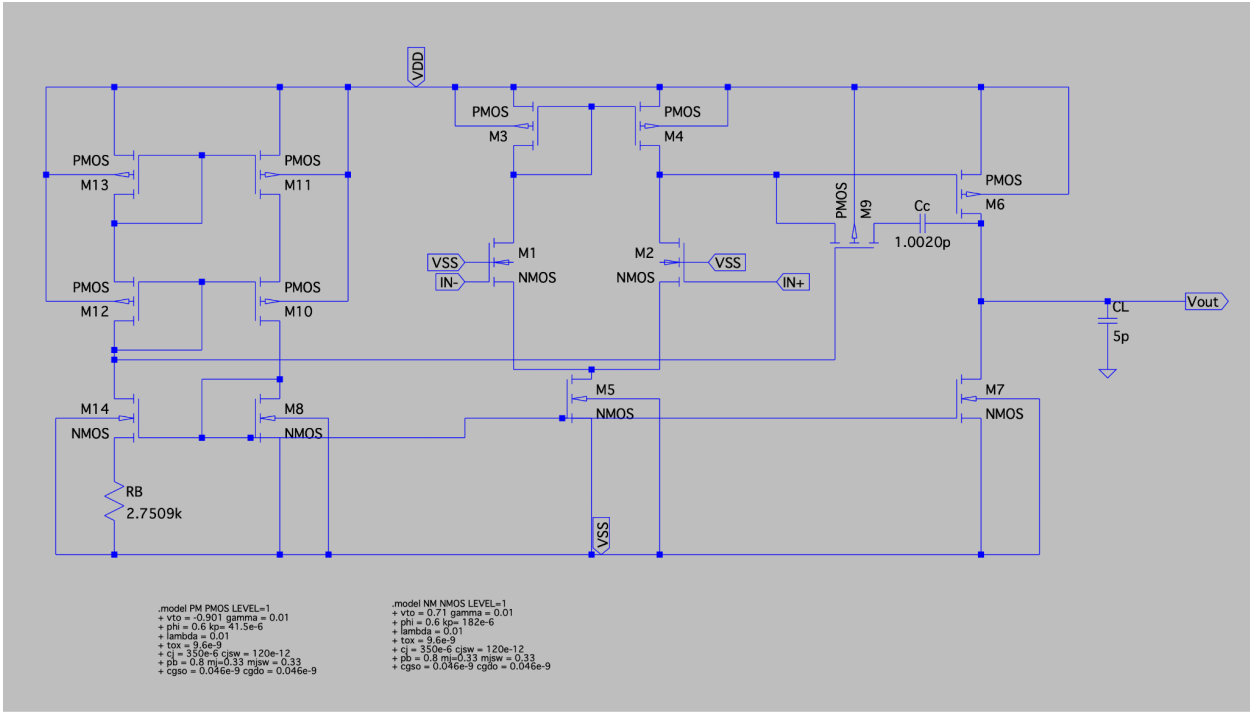 VDD
PMOS
M13
PMOS
M11
PMOS
M3
PMOS
M4
PMOS
M9
Cc
1.0020p
PMOS
M6
VSS
IN-
M1
NMOS
M2
NMOS
VSS
IN+
PMOS
M12
PMOS
M10
Vout
CL
5p
M14
NMOS
M8
NMOS
M5
NMOS
M7
NMOS
RB
2.7509k
VSS
.model PM PMOS LEVEL=1
+ vto = -0.901 gamma = 0.01
+ phi = 0.6 kp= 41.5e-6
+ lambda = 0.01
+ tox = 9.6e-9
+ cj = 350e-6 cjsw = 120e-12
+ pb = 0.8 mj=0.33 mjsw = 0.33
+ cgso = 0.046e-9 cgdo = 0.046e-9
.model NM NMOS LEVEL=1
+ vto = 0.71 gamma = 0.01
+ phi = 0.6 kp= 182e-6
+ lambda = 0.01
+ tox = 9.6e-9
+ cj = 350e-6 cjsw = 120e-12
+ pb = 0.8 mj=0.33 mjsw = 0.33
+ cgso = 0.046e-9 cgdo = 0.046e-9